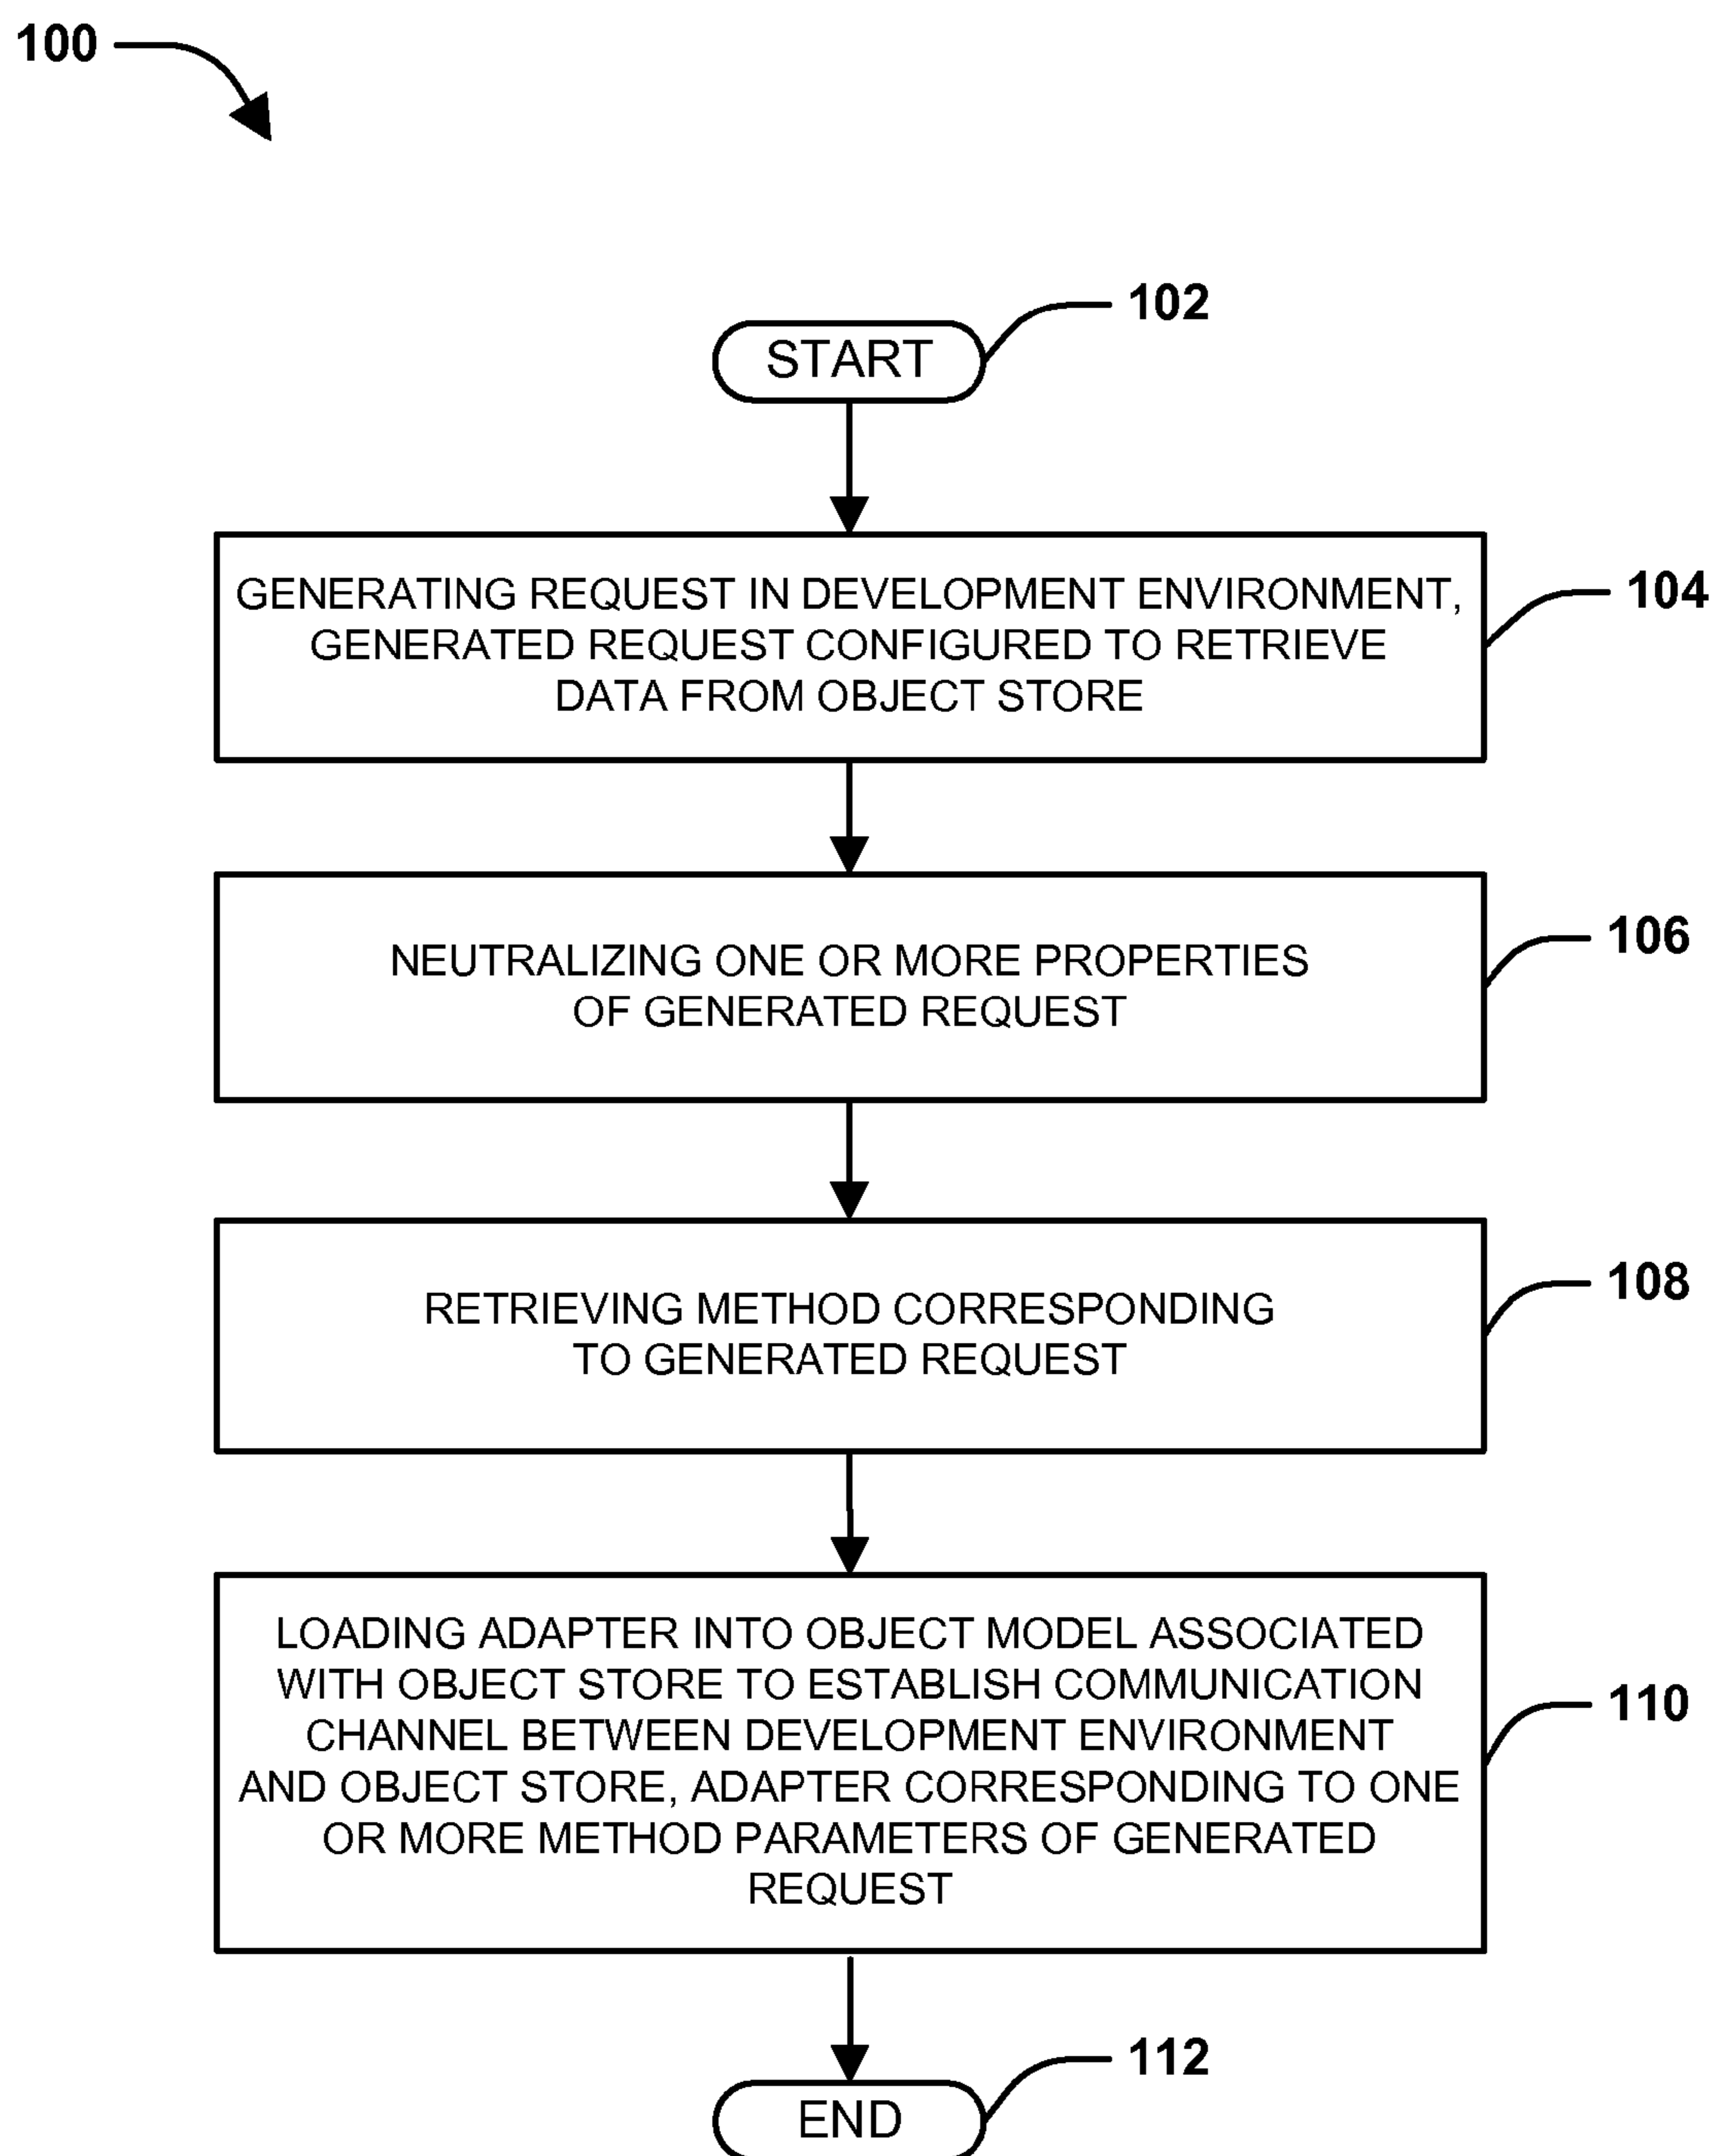 100
102
START
GENERATING REQUEST IN DEVELOPMENT ENVIRONMENT,
GENERATED REQUEST CONFIGURED TO RETRIEVE
DATA FROM OBJECT STORE
104
NEUTRALIZING ONE OR MORE PROPERTIES
OF GENERATED REQUEST
106
RETRIEVING METHOD CORRESPONDING
TO GENERATED REQUEST
108
LOADING ADAPTER INTO OBJECT MODEL ASSOCIATED
WITH OBJECT STORE TO ESTABLISH COMMUNICATION
CHANNEL BETWEEN DEVELOPMENT ENVIRONMENT
AND OBJECT STORE, ADAPTER CORRESPONDING TO ONE
OR MORE METHOD PARAMETERS OF GENERATED
REQUEST
110
112
END